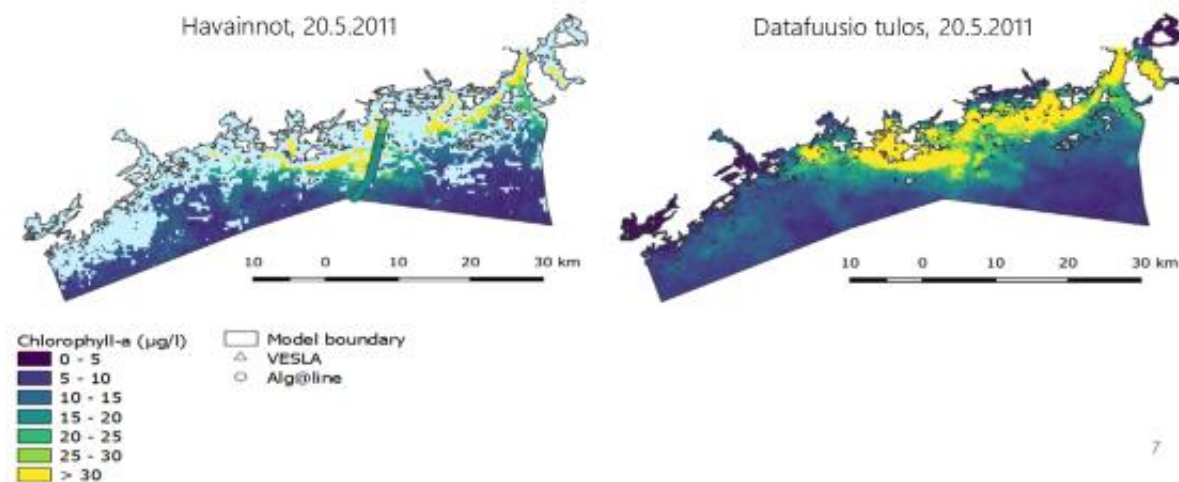 Havainnot, 20.5.2011
Datafuusio tulos, 20.5.2011
10 0 10 20 30 km
10 0 10 20 30 km
Chlorophyll-a (µg/l)
0 - 5
5 - 10
10 - 15
15 - 20
20 - 25
25 - 30
> 30
Model boundary
VESLA
Alg@line
7